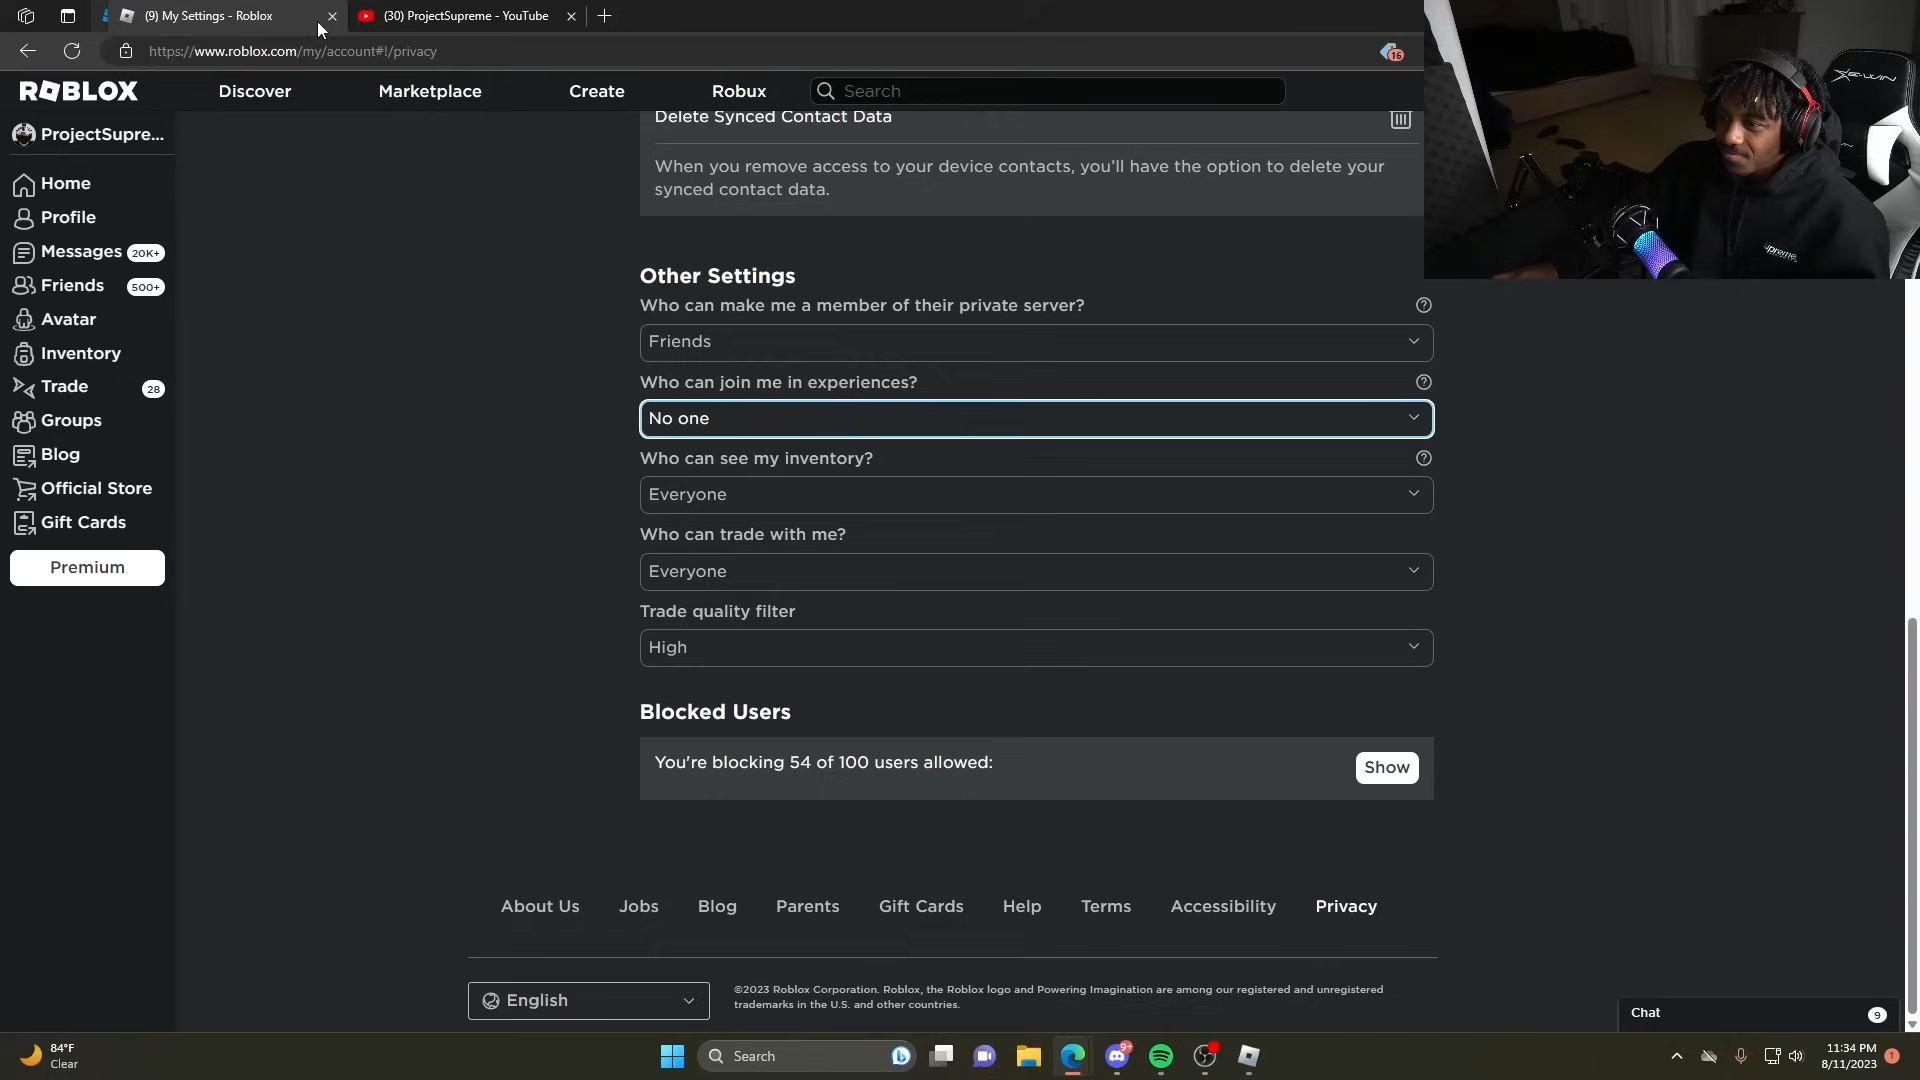 (9) My Settings - Roblox
(30) ProjectSupreme - YouTube
https://www.roblox.com/my/account#!/privacy
16
ROBLOX
Discover
Marketplace
Create
Robux
Search
ProjectSupre...
Home
Profile
Messages 20K+
Friends 500+
Avatar
Inventory
Trade 28
Groups
Blog
Official Store
Gift Cards
Premium
Delete Synced Contact Data
When you remove access to your device contacts, you'll have the option to delete your
synced contact data.
Other Settings
Who can make me a member of their private server?
Friends
Who can join me in experiences?
No one
Who can see my inventory?
Everyone
Who can trade with me?
Everyone
Trade quality filter
High
Blocked Users
You're blocking 54 of 100 users allowed:
Show
About Us
Jobs
Blog
Parents
Gift Cards
Help
Terms
Accessibility
Privacy
English
©2023 Roblox Corporation. Roblox, the Roblox logo and Powering Imagination are among our registered and unregistered
trademarks in the U.S. and other countries.
Chat 9
E-WIN
Supreme
84°F
Clear
Search
9+
11:34 PM
8/11/2023
1